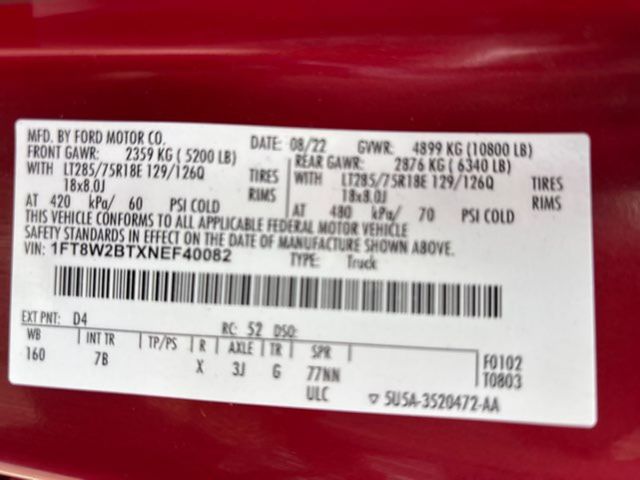 MFD. BY FORD MOTOR CO. DATE: 08/22 GVWR: 4899 KG (10800 LB)
FRONT GAWR: 2359 KG (5200 LB) REAR GAWR: 2876 KG (6340 LB)
WITH LT285/75R18E 129/126Q TIRES WITH LT285/75R18E 129/126Q TIRES
18x8.0J RIMS 18x8.0J RIMS
AT 420 kPa/ 60 PSI COLD AT 480 kPa/ 70 PSI COLD
THIS VEHICLE CONFORMS TO ALL APPLICABLE FEDERAL MOTOR VEHICLE
SAFETY STANDARDS IN EFFECT ON THE DATE OF MANUFACTURE SHOWN ABOVE.
VIN: 1FT8W2BTXNEF40082 TYPE: Truck
EXT PNT: D4 RC: 52 DSO:
WB INT TR TP/PS R AXLE TR SPR F0102
160 7B X 3J G 77NN T0803
ULC ▽ 5U5A-3520472-AA